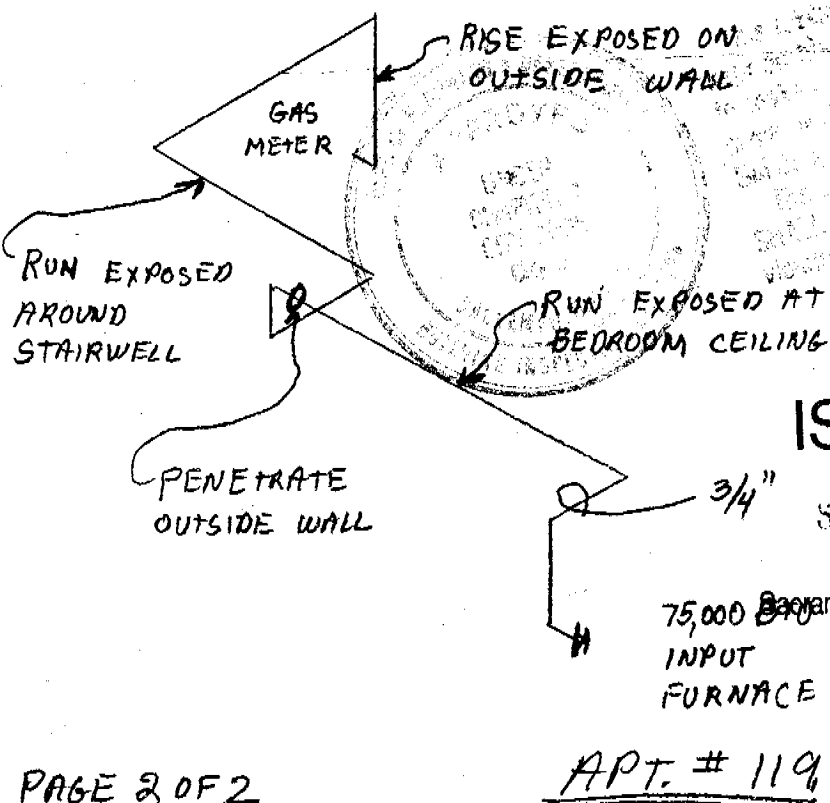 RISE EXPOSED ON
OUTSIDE WALL
GAS
METER
RUN EXPOSED
AROUND
STAIRWELL
RUN EXPOSED AT
BEDROOM CEILING
PENETRATE
OUTSIDE WALL
3/4"
75,000
INPUT
FURNACE
PAGE 2 OF 2
APT. # 119